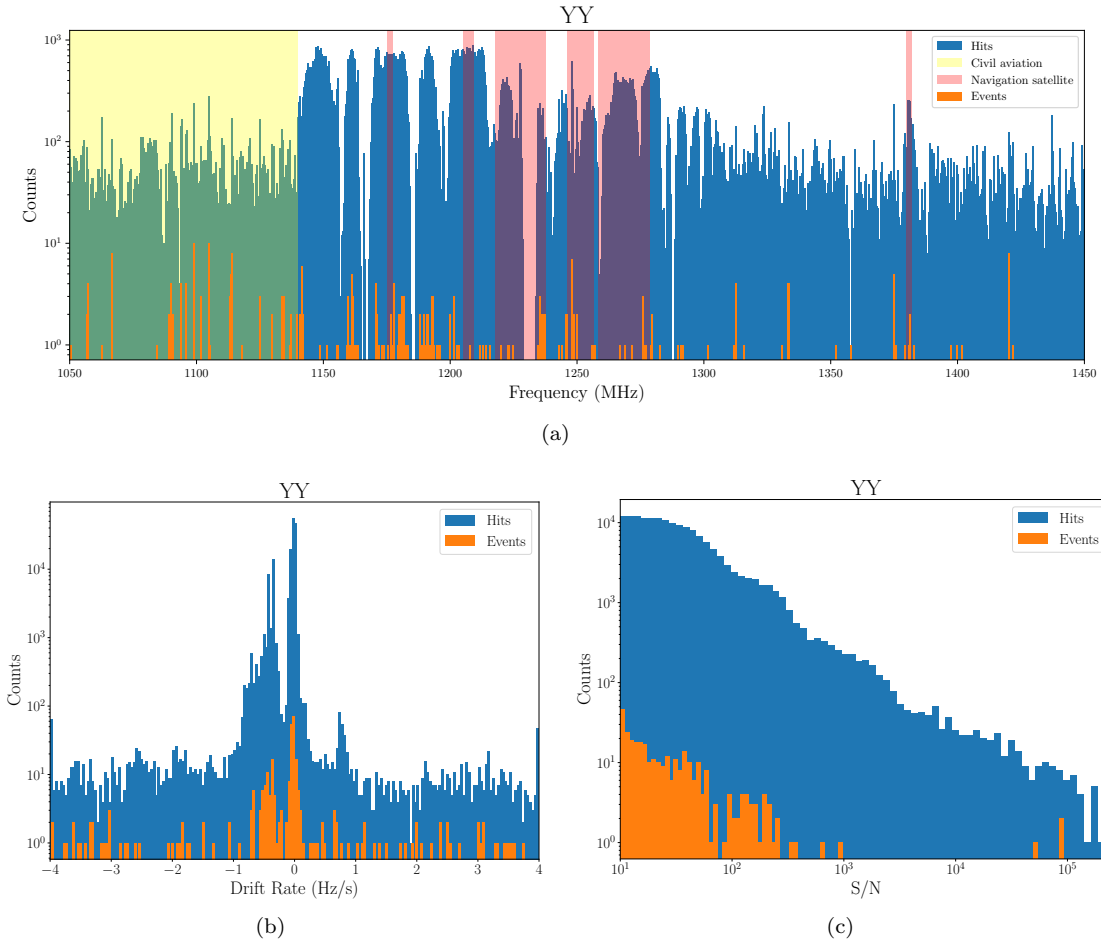 YY
Counts
10³
10²
10¹
10⁰
Hits
Civil aviation
Navigation satellite
Events
1050 1100 1150 1200 1250 1300 1350 1400 1450
Frequency (MHz)
(a)
YY
Counts
10⁴
10³
10²
10¹
10⁰
Hits
Events
−4 −3 −2 −1 0 1 2 3 4
Drift Rate (Hz/s)
(b)
YY
Counts
10⁴
10³
10²
10¹
10⁰
Hits
Events
10¹ 10² 10³ 10⁴ 10⁵
S/N
(c)